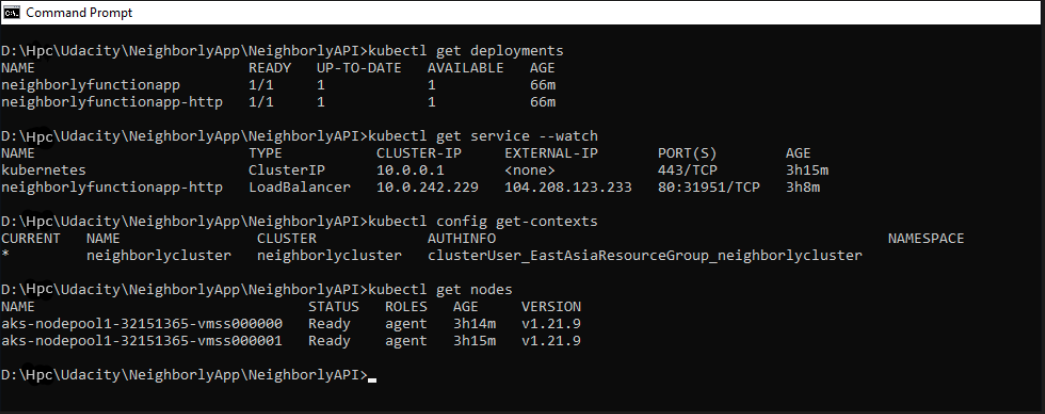 Command Prompt
D:\Hpc\Udacity\NeighborlyApp\NeighborlyAPI>kubectl get deployments
NAME READY UP-TO-DATE AVAILABLE AGE
neighborlyfunctionapp 1/1 1 1 66m
neighborlyfunctionapp-http 1/1 1 1 66m
D:\Hpc\Udacity\NeighborlyApp\NeighborlyAPI>kubectl get service --watch
NAME TYPE CLUSTER-IP EXTERNAL-IP PORT(S) AGE
kubernetes ClusterIP 10.0.0.1 <none> 443/TCP 3h15m
neighborlyfunctionapp-http LoadBalancer 10.0.242.229 104.208.123.233 80:31951/TCP 3h8m
D:\Hpc\Udacity\NeighborlyApp\NeighborlyAPI>kubectl config get-contexts
CURRENT NAME CLUSTER AUTHINFO NAMESPACE
* neighborlycluster neighborlycluster clusterUser_EastAsiaResourceGroup_neighborlycluster
D:\Hpc\Udacity\NeighborlyApp\NeighborlyAPI>kubectl get nodes
NAME STATUS ROLES AGE VERSION
aks-nodepool1-32151365-vmss000000 Ready agent 3h14m v1.21.9
aks-nodepool1-32151365-vmss000001 Ready agent 3h15m v1.21.9
D:\Hpc\Udacity\NeighborlyApp\NeighborlyAPI>